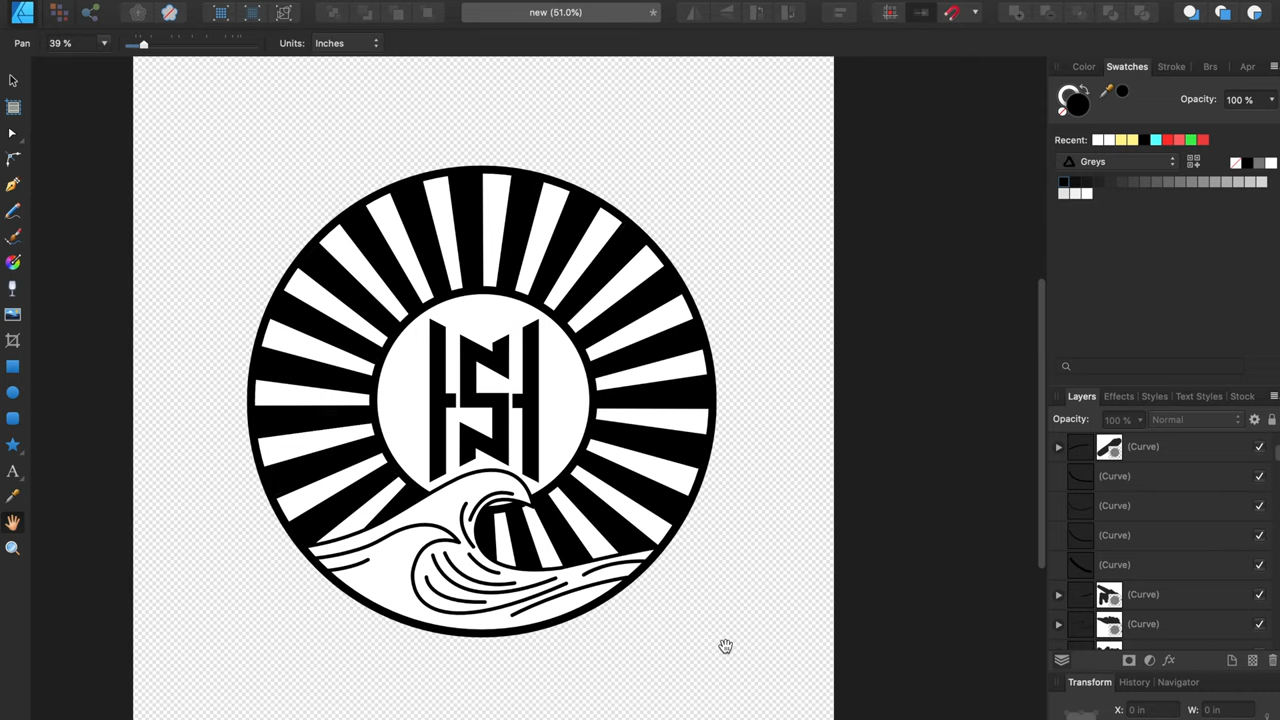 new (51.0%)
*
Pan
39 %
Units:
Inches
Color
Swatches
Stroke
Brs
Apr
Opacity:
100 %
Recent:
Greys
HSH
Layers
Effects
Styles
Text Styles
Stock
Opacity:
100 %
Normal
(Curve)
(Curve)
(Curve)
(Curve)
(Curve)
(Curve)
(Curve)
fx
Transform
History
Navigator
X:
0 in
W:
0 in
A